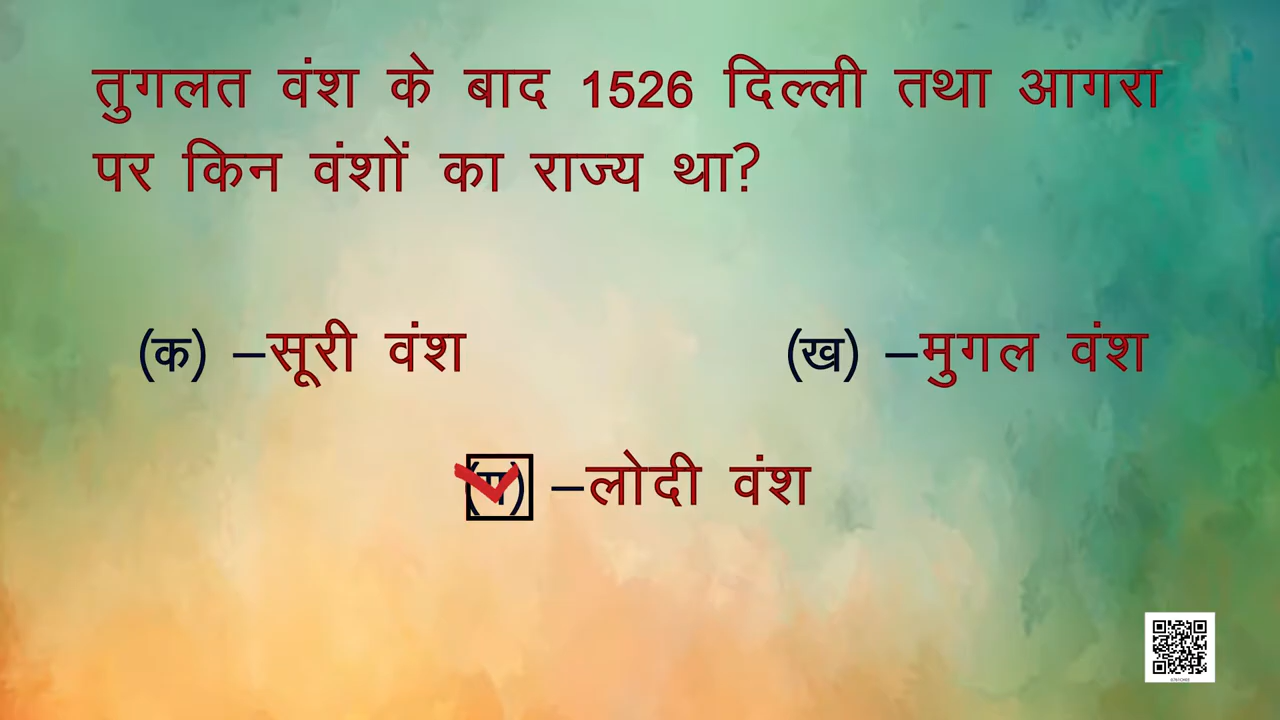 तुगलत वंश के बाद 1526 दिल्ली तथा आगरा
पर किन वंशों का राज्य था?
(क) –सूरी वंश (ख) –मुगल वंश
(ग) –लोदी वंश